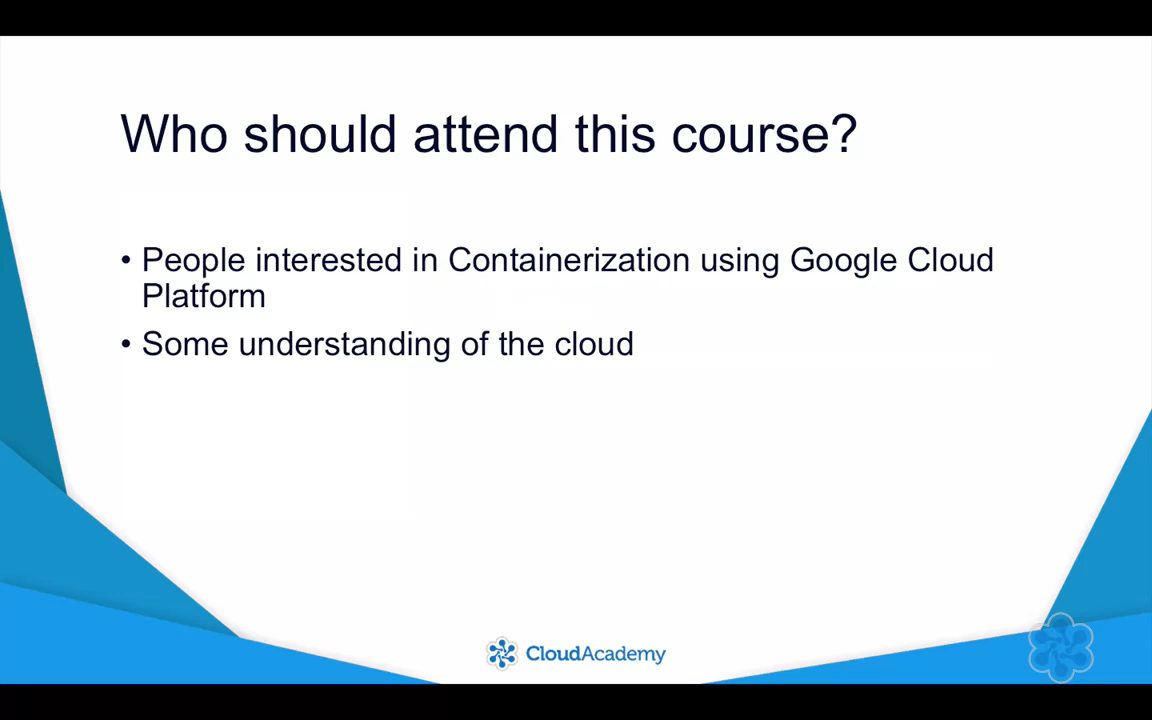 Who should attend this course?
• People interested in Containerization using Google Cloud
Platform
• Some understanding of the cloud
CloudAcademy